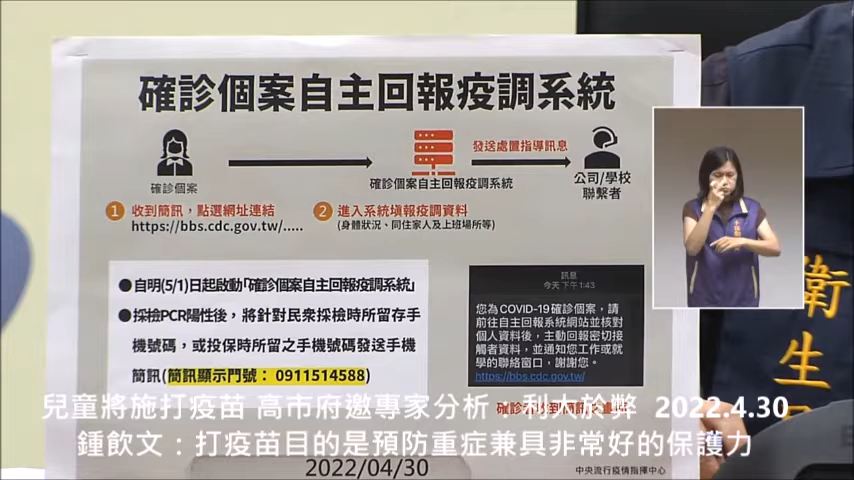 確診個案自主回報疫調系統
確診個案
確診個案自主回報疫調系統
發送處置指導訊息
公司/學校
聯繫者
1 收到簡訊，點選網址連結
https://bbs.cdc.gov.tw/.....
2 進入系統填報疫調資料
(身體狀況、同住家人及上班場所等)
●自明(5/1)日起啟動「確診個案自主回報疫調系統」
●採檢PCR陽性後，將針對民眾採檢時所留存手
機號碼，或投保時所留之手機號碼發送手機
簡訊(簡訊顯示門號： 0911514588)
訊息
今天 下午 1:43
您為COVID-19確診個案，請
前往自主回報系統網站並核對
個人資料後，主動回報密切接
觸者資料，並通知您工作或就
學的聯絡窗口，謝謝您。
https://bbs.cdc.gov.tw/
衛生
兒童將施打疫苗 高市府邀專家分析：利大於弊 2022.4.30
鍾飲文：打疫苗目的是預防重症兼具非常好的保護力
2022/04/30
中央流行疫情指揮中心